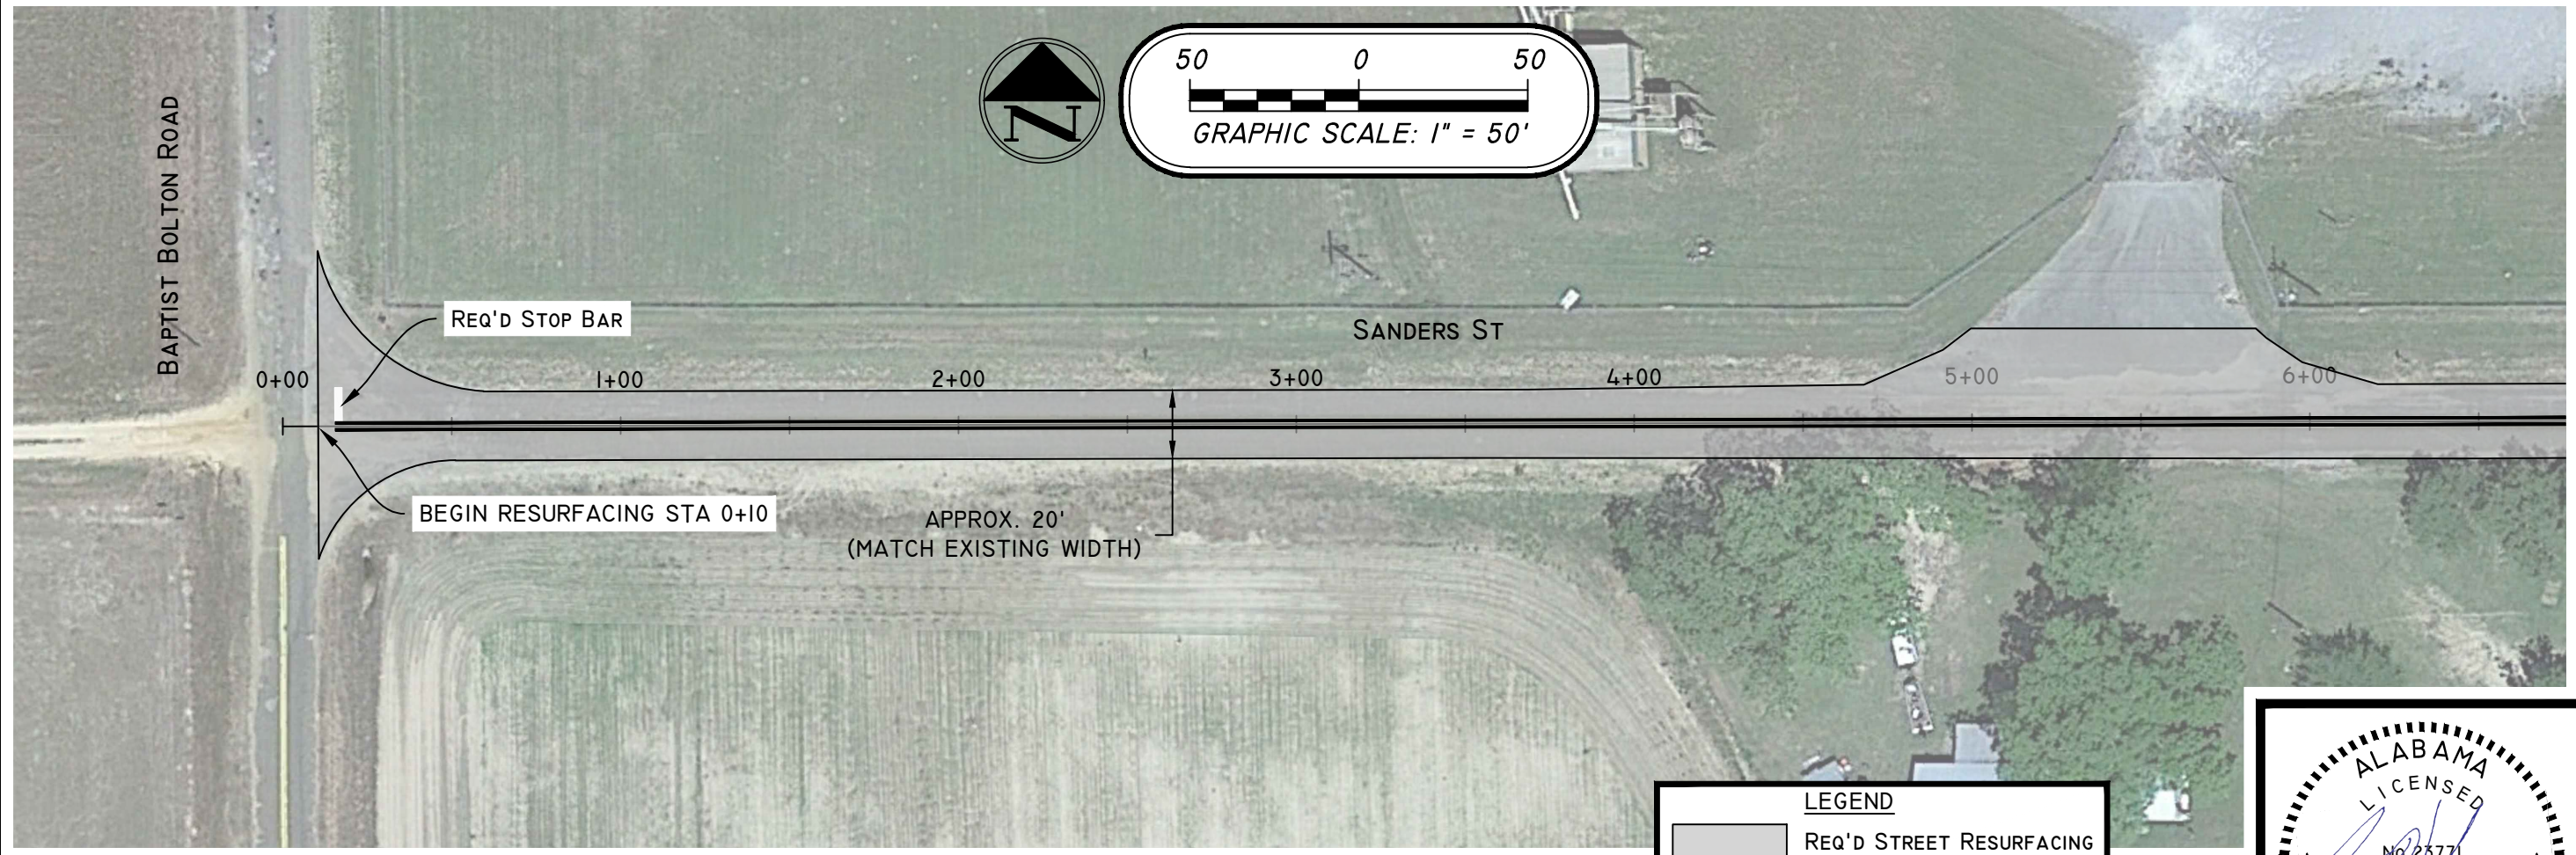 50 0 50
GRAPHIC SCALE: 1" = 50'
N
BAPTIST BOLTON ROAD
REQ'D STOP BAR
SANDERS ST
0+00 1+00 2+00 3+00 4+00 5+00 6+00
BEGIN RESURFACING STA 0+10
APPROX. 20'
(MATCH EXISTING WIDTH)
LEGEND
REQ'D STREET RESURFACING
ALABAMA
LICENSED
No. 23771